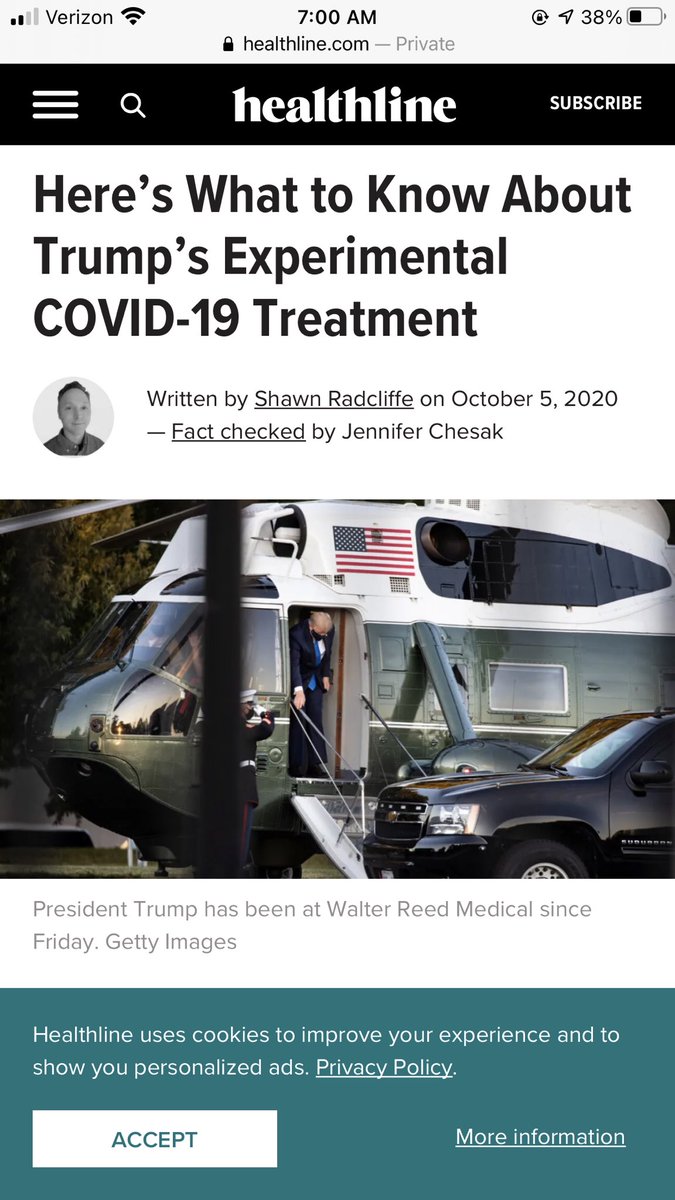 Verizon 7:00 AM 38%
healthline.com — Private
healthline SUBSCRIBE
Here’s What to Know About
Trump’s Experimental
COVID-19 Treatment
Written by Shawn Radcliffe on October 5, 2020
— Fact checked by Jennifer Chesak
SUBURBAN
President Trump has been at Walter Reed Medical since
Friday. Getty Images
Healthline uses cookies to improve your experience and to
show you personalized ads. Privacy Policy.
ACCEPT More information